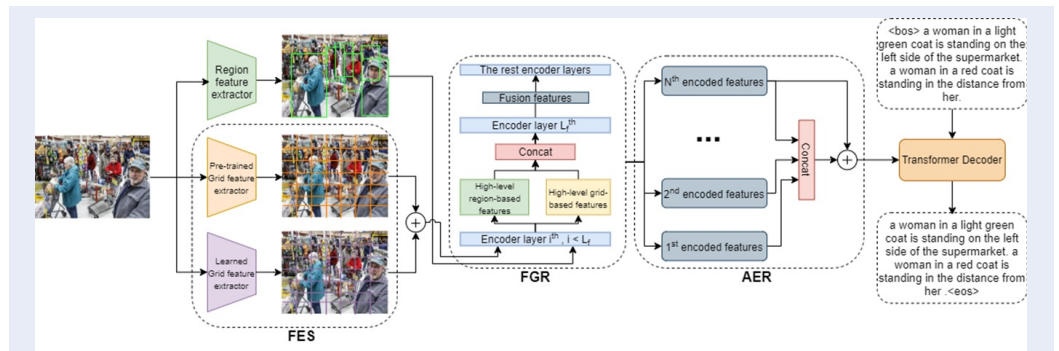 Region
feature
extractor
Pre-trained
Grid feature
extractor
Learned
Grid feature
extractor
FES
The rest encoder layers
Fusion features
Encoder layer L_f^th
Concat
High-level
region-based
features
High-level grid-
based features
Encoder layer i^th , i < L_f
FGR
N^th encoded features
...
2^nd encoded features
1^st encoded features
Concat
AER
<bos> a woman in a light
green coat is standing on the
left side of the supermarket.
a woman in a red coat is
standing in the distance from
her.
Transformer Decoder
a woman in a light green
coat is standing on the left
side of the supermarket. a
woman in a red coat is
standing in the distance from
her .<eos>